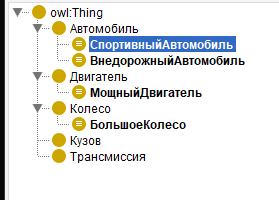 owl:Thing
Автомобиль
СпортивныйАвтомобиль
ВнедорожныйАвтомобиль
Двигатель
МощныйДвигатель
Колесо
БольшоеКолесо
Кузов
Трансмиссия